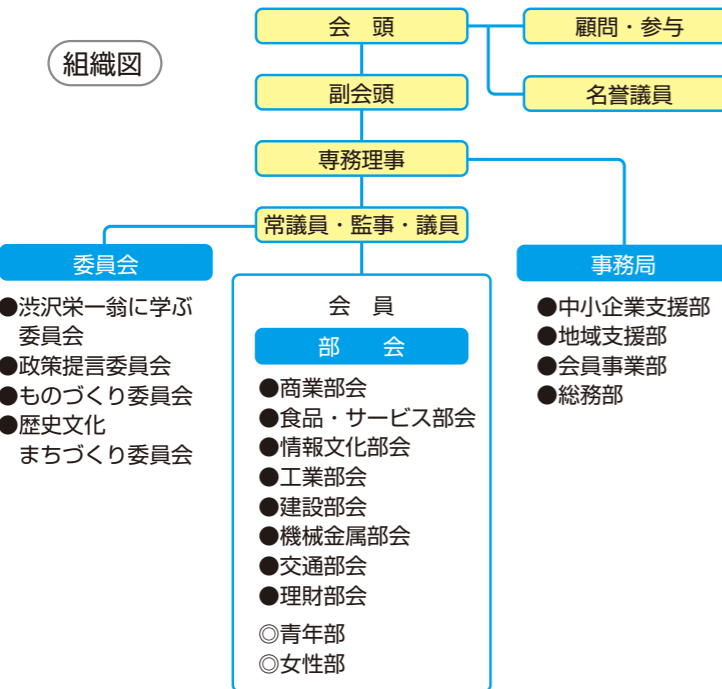 組織図
会　頭
顧問・参与
副会頭
名誉議員
専務理事
常議員・監事・議員
委員会
●渋沢栄一翁に学ぶ
委員会
●政策提言委員会
●ものづくり委員会
●歴史文化
まちづくり委員会
会　員
部　会
●商業部会
●食品・サービス部会
●情報文化部会
●工業部会
●建設部会
●機械金属部会
●交通部会
●理財部会
◎青年部
◎女性部
事務局
●中小企業支援部
●地域支援部
●会員事業部
●総務部